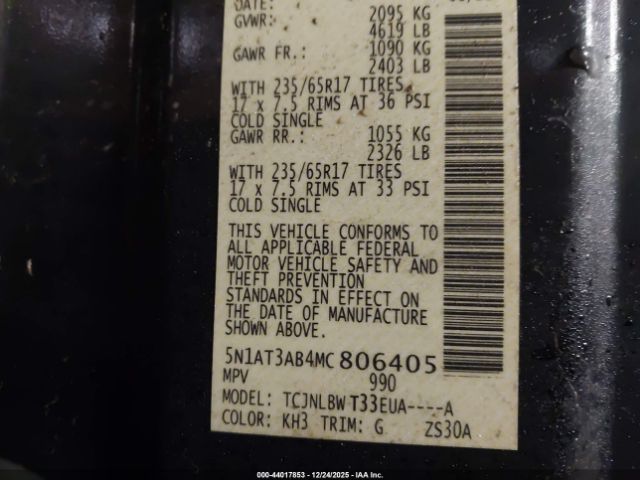 DATE:
GVWR: 2095 KG
4619 LB
GAWR FR.: 1090 KG
2403 LB
WITH 235/65R17 TIRES
17 x 7.5 RIMS AT 36 PSI
COLD SINGLE
GAWR RR.: 1055 KG
2326 LB
WITH 235/65R17 TIRES
17 x 7.5 RIMS AT 33 PSI
COLD SINGLE
THIS VEHICLE CONFORMS TO
ALL APPLICABLE FEDERAL
MOTOR VEHICLE SAFETY AND
THEFT PREVENTION
STANDARDS IN EFFECT ON
THE DATE OF MANUFACTURE
SHOWN ABOVE.
5N1AT3AB4MC 806405
MPV 990
MODEL: TCJNLBW T33EUA----A
COLOR: KH3 TRIM: G ZS30A
000-44017853 - 12/24/2025 - IAA Inc.